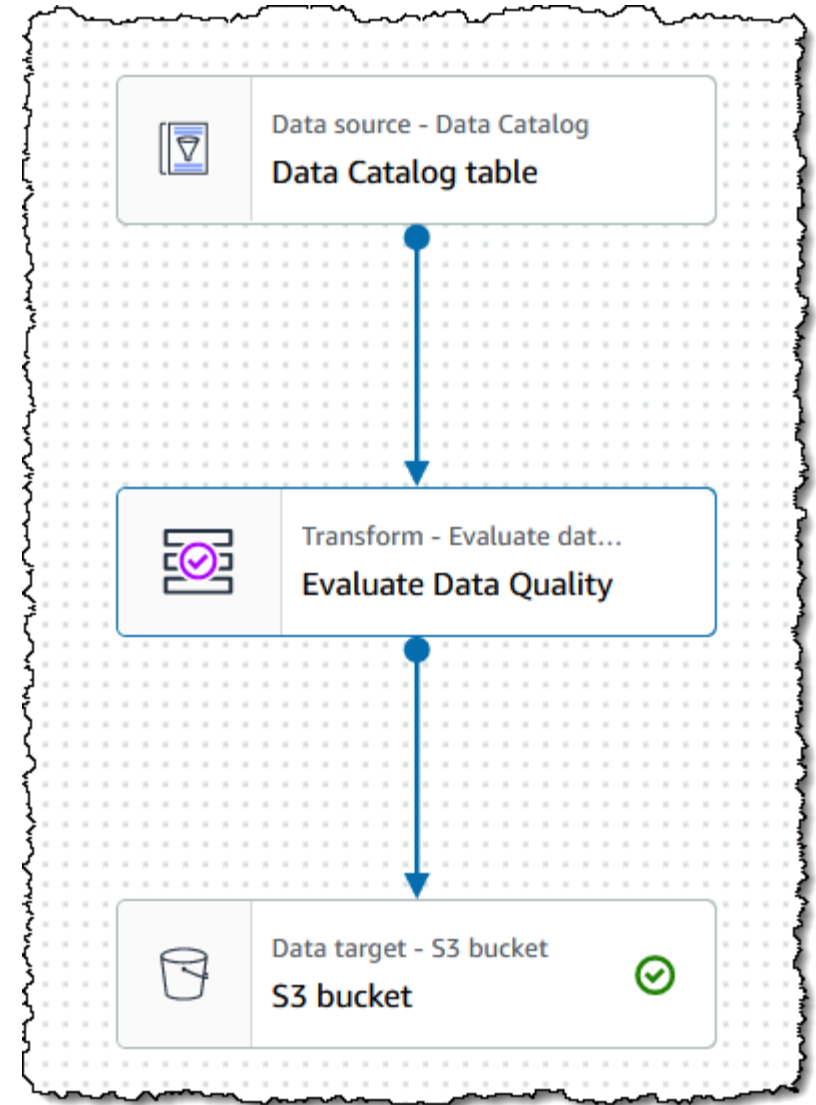 Data source - Data Catalog
Data Catalog table
Transform - Evaluate dat...
Evaluate Data Quality
Data target - S3 bucket
S3 bucket